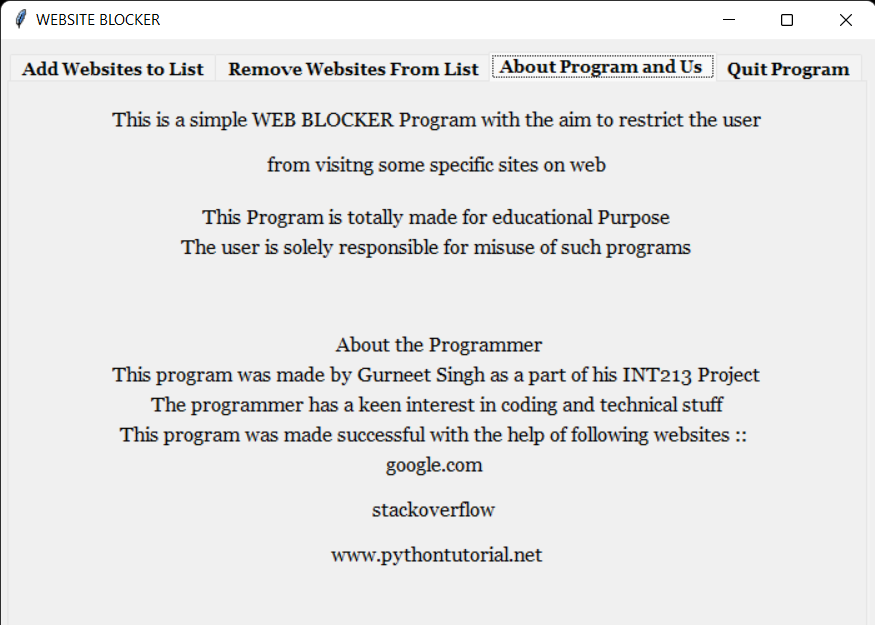 WEBSITE BLOCKER
Add Websites to List Remove Websites From List About Program and Us Quit Program
This is a simple WEB BLOCKER Program with the aim to restrict the user
from visitng some specific sites on web
This Program is totally made for educational Purpose
The user is solely responsible for misuse of such programs
About the Programmer
This program was made by Gurneet Singh as a part of his INT213 Project
The programmer has a keen interest in coding and technical stuff
This program was made successful with the help of following websites ::
google.com
stackoverflow
www.pythontutorial.net